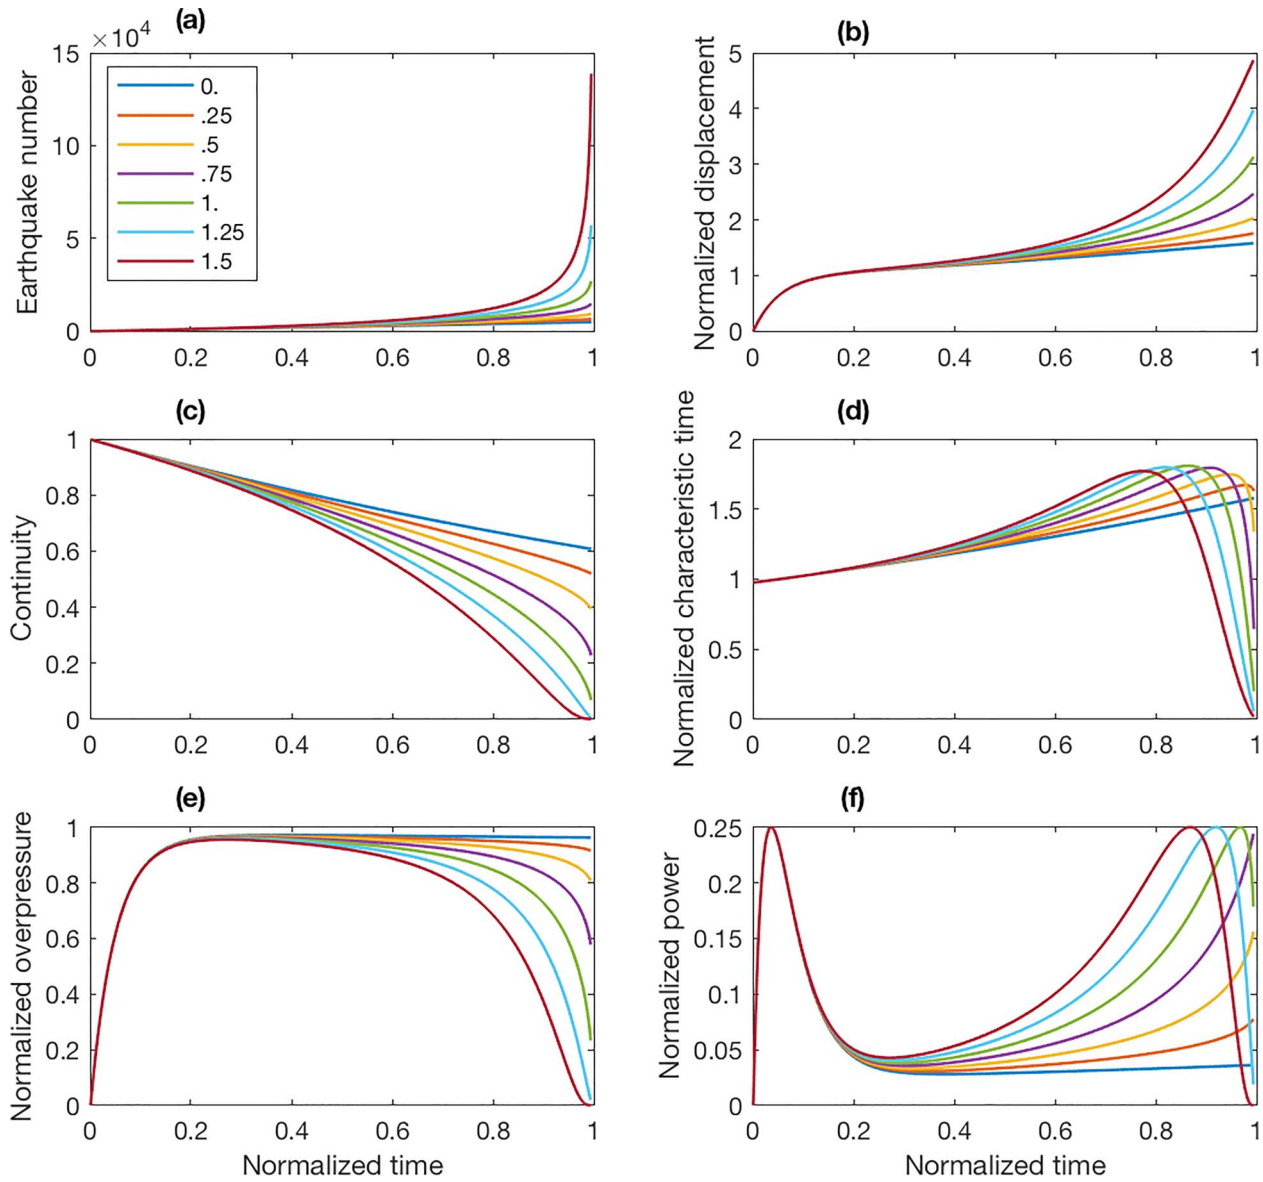 (a)
×10⁴
15
10
5
0
Earthquake number
0.
.25
.5
.75
1.
1.25
1.5
0 0.2 0.4 0.6 0.8 1
(b)
5
4
3
2
1
0
Normalized displacement
0 0.2 0.4 0.6 0.8 1
(c)
1
0.8
0.6
0.4
0.2
0
Continuity
0 0.2 0.4 0.6 0.8 1
(d)
2
1.5
1
0.5
0
Normalized characteristic time
0 0.2 0.4 0.6 0.8 1
(e)
1
0.8
0.6
0.4
0.2
0
Normalized overpressure
0 0.2 0.4 0.6 0.8 1
Normalized time
(f)
0.25
0.2
0.15
0.1
0.05
0
Normalized power
0 0.2 0.4 0.6 0.8 1
Normalized time